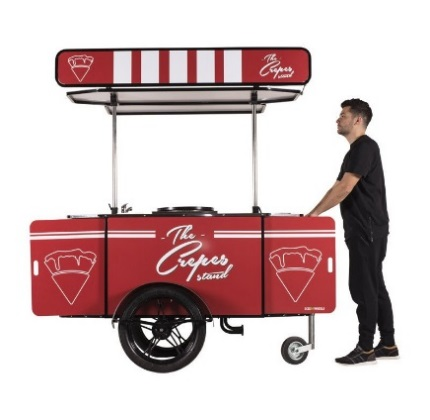 The
Crepes
stand
- The -
Crepes
stand